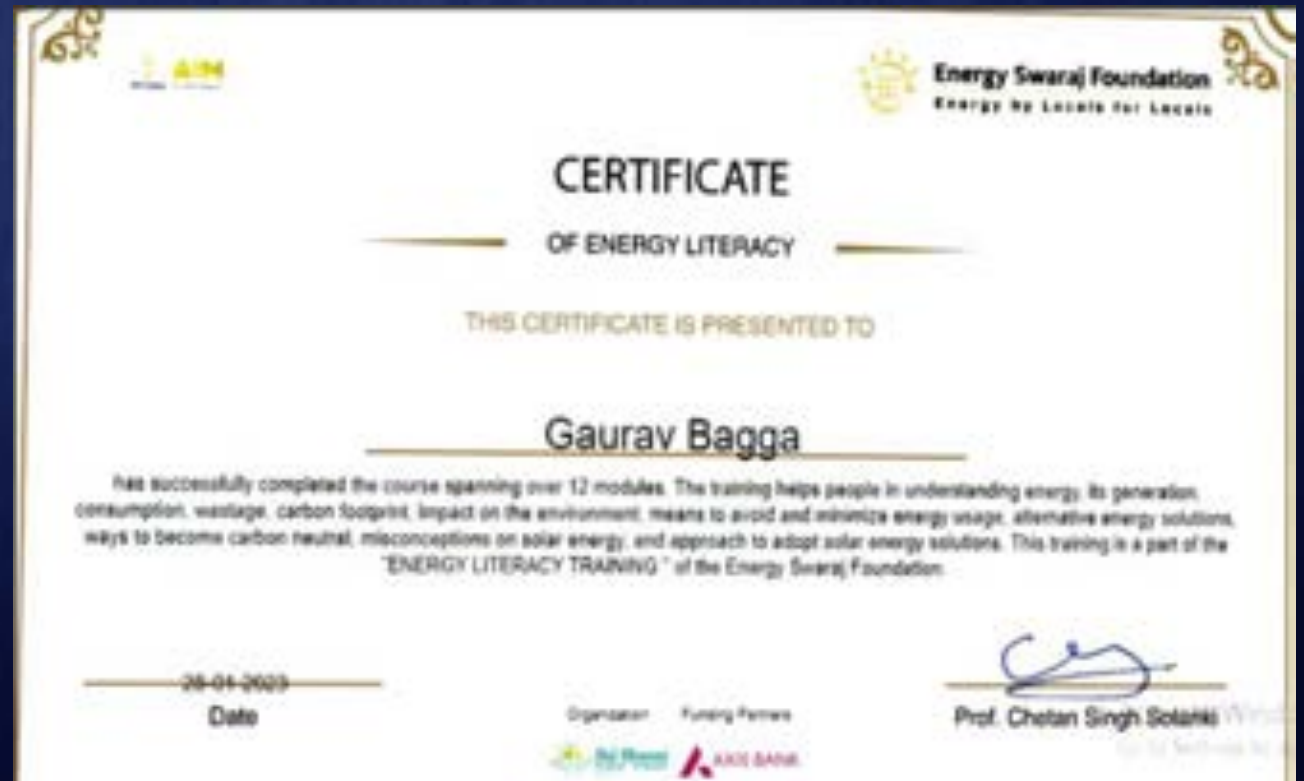 AIM
Energy Swaraj Foundation
Energy by Locals for Locals
CERTIFICATE
OF ENERGY LITERACY
THIS CERTIFICATE IS PRESENTED TO
Gaurav Bagga
has successfully completed the course spanning over 12 modules. The training helps people in understanding energy, its generation,
consumption, wastage, carbon footprint, impact on the environment, means to avoid and minimize energy usage, alternative energy solutions,
ways to become carbon neutral, misconceptions on solar energy, and approach to adopt solar energy solutions. This training is a part of the
"ENERGY LITERACY TRAINING " of the Energy Swaraj Foundation.
28-01-2023
Date
Prof. Chetan Singh Solanki
Organization Funding Partners
AXIS BANK